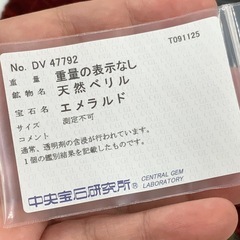 No. DV 47792
T091125
重量 重量の表示なし
鉱物名 天然ベリル
宝石名 エメラルド
サイズ 測定不可
コメント
通常、透明剤の含浸が行われています。
1個の鑑別結果を記載したものです。
中央宝石研究所 CENTRAL GEM
LABORATORY